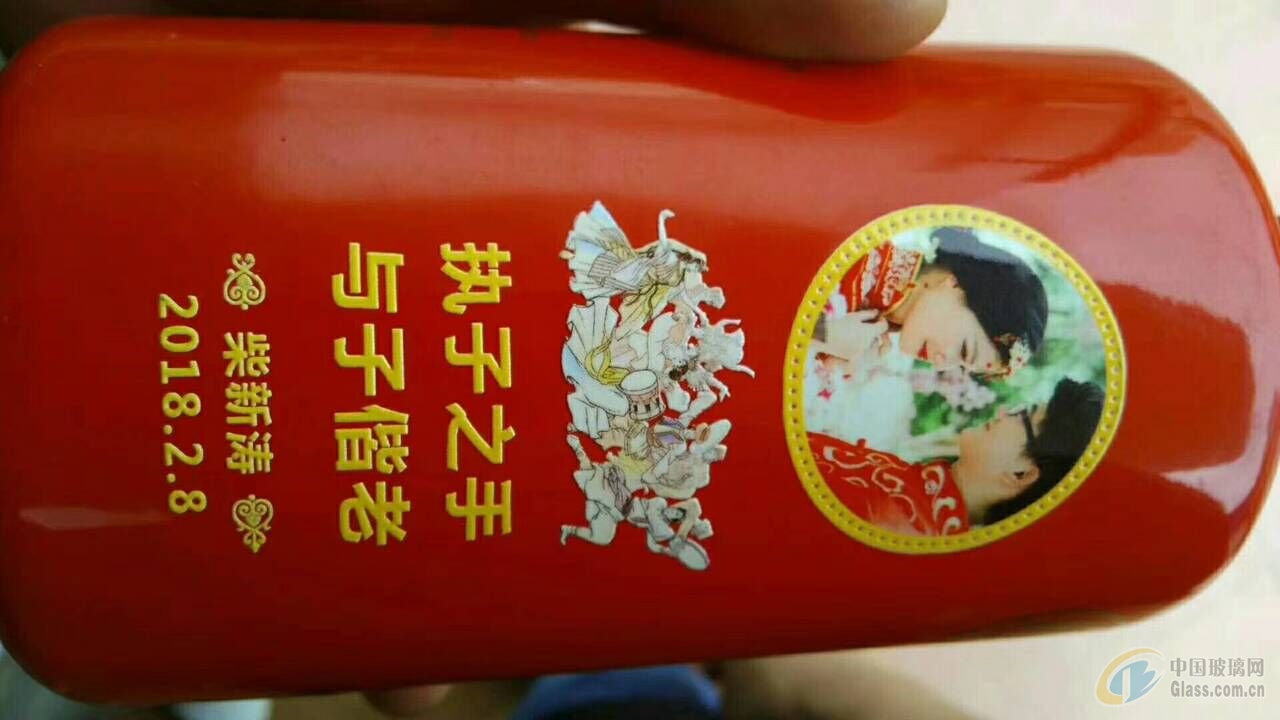 执子之手
与子偕老
柴新涛
2018.2.8
中国玻璃网
Glass.com.cn